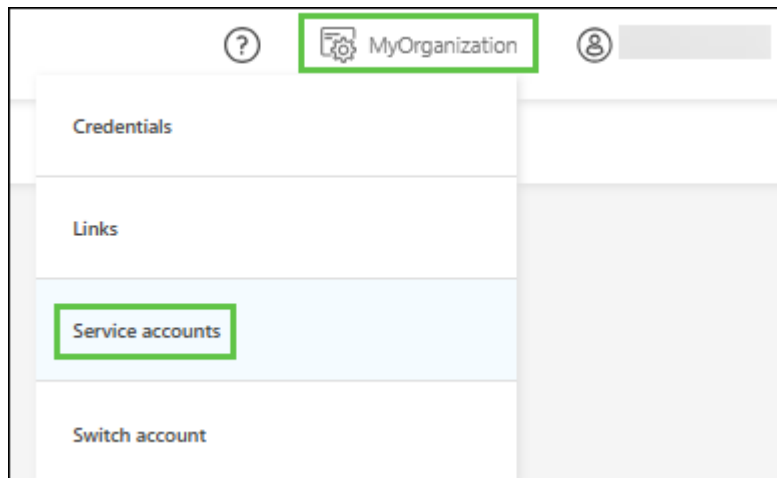 MyOrganization
Credentials
Links
Service accounts
Switch account